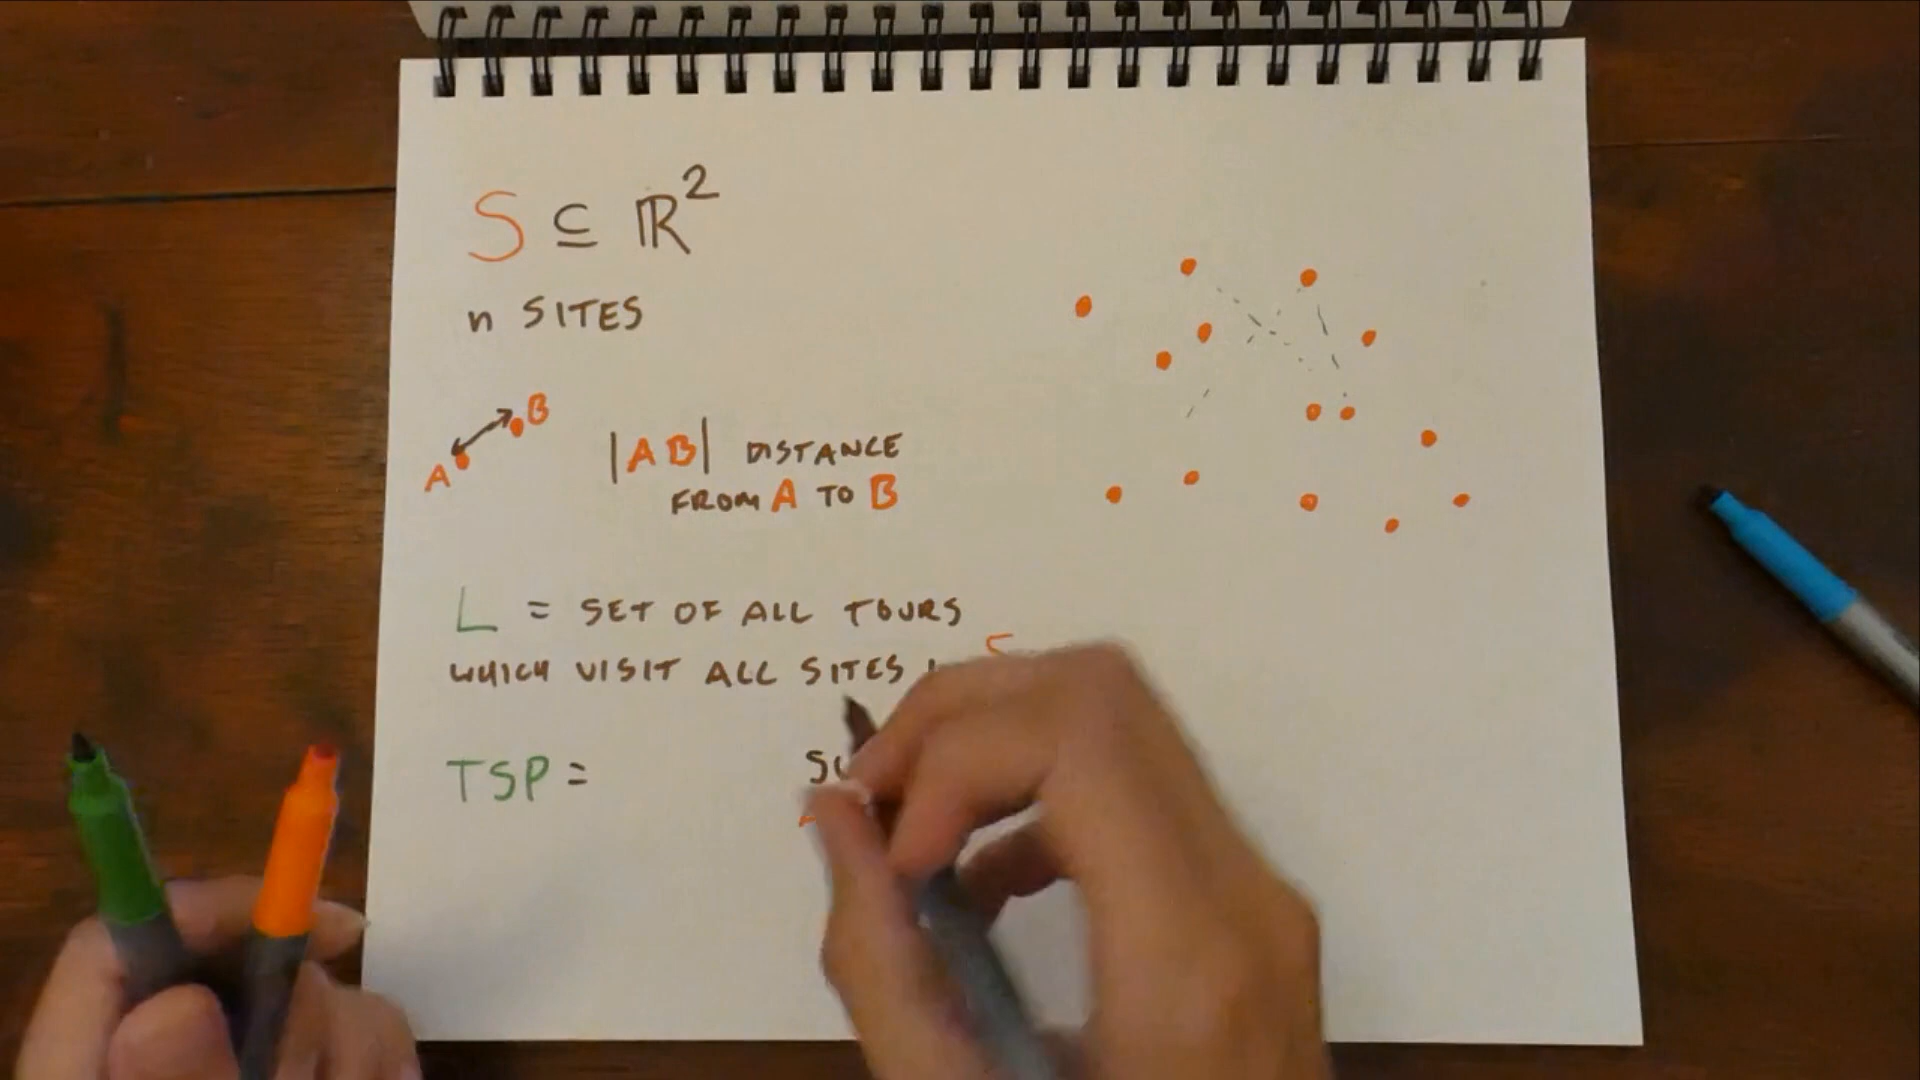 S ⊆ ℝ²
n SITES
A B
|AB| DISTANCE
FROM A TO B
L = SET OF ALL TOURS
WHICH VISIT ALL SITES
TSP =